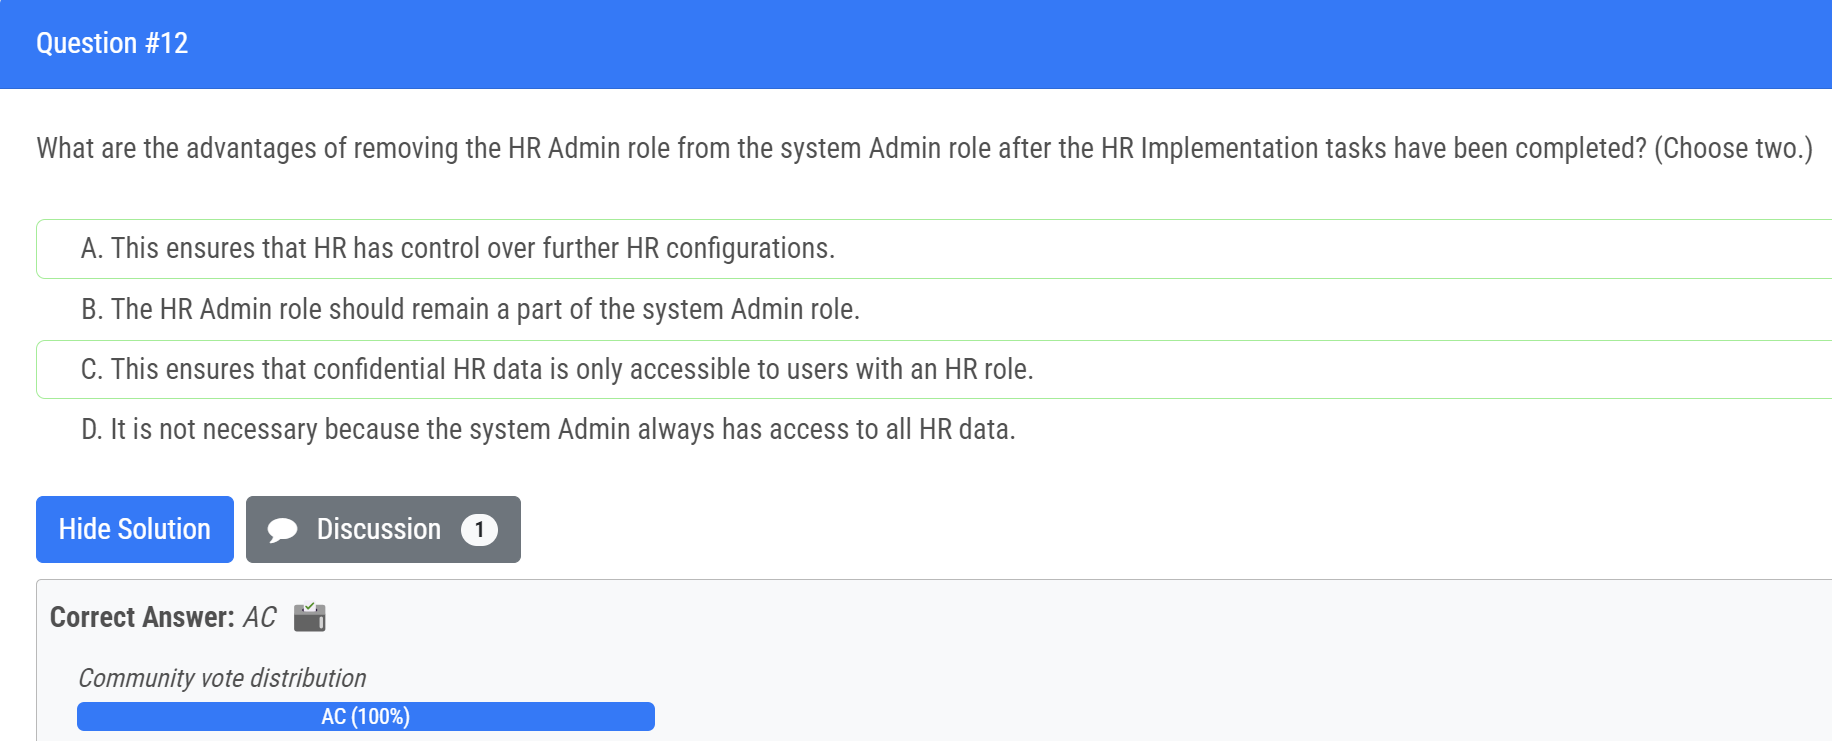 Question #12
What are the advantages of removing the HR Admin role from the system Admin role after the HR Implementation tasks have been completed? (Choose two.)
A. This ensures that HR has control over further HR configurations.
B. The HR Admin role should remain a part of the system Admin role.
C. This ensures that confidential HR data is only accessible to users with an HR role.
D. It is not necessary because the system Admin always has access to all HR data.
Hide Solution
Discussion 1
Correct Answer: AC
Community vote distribution
AC (100%)